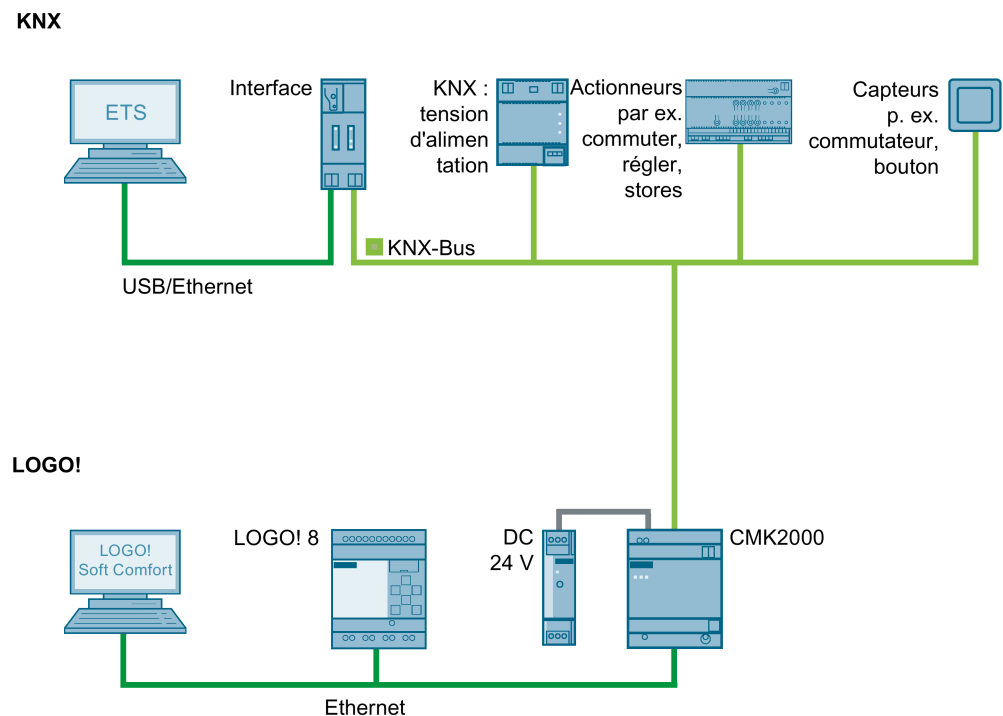 KNX
ETS
Interface
KNX :
tension
d'alimen
tation
Actionneurs
par ex.
commuter,
régler,
stores
Capteurs
p. ex.
commutateur,
bouton
KNX-Bus
USB/Ethernet
LOGO!
LOGO!
Soft Comfort
LOGO! 8
DC
24 V
CMK2000
Ethernet